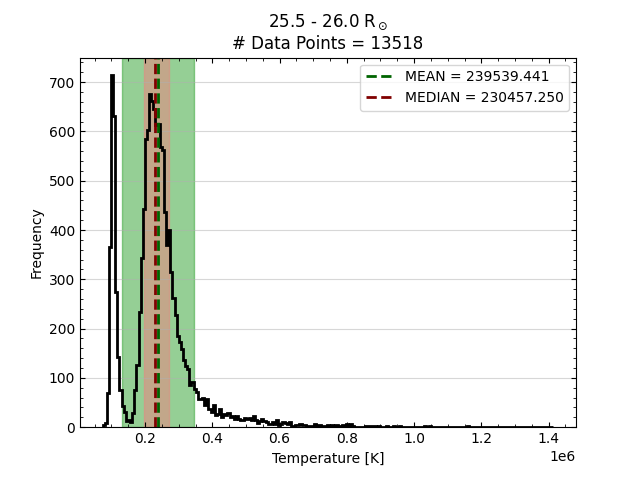 25.5 - 26.0 R⊙
# Data Points = 13518
MEAN = 239539.441
MEDIAN = 230457.250
Frequency
700
600
500
400
300
200
100
0
0.2 0.4 0.6 0.8 1.0 1.2 1.4
1e6
Temperature [K]